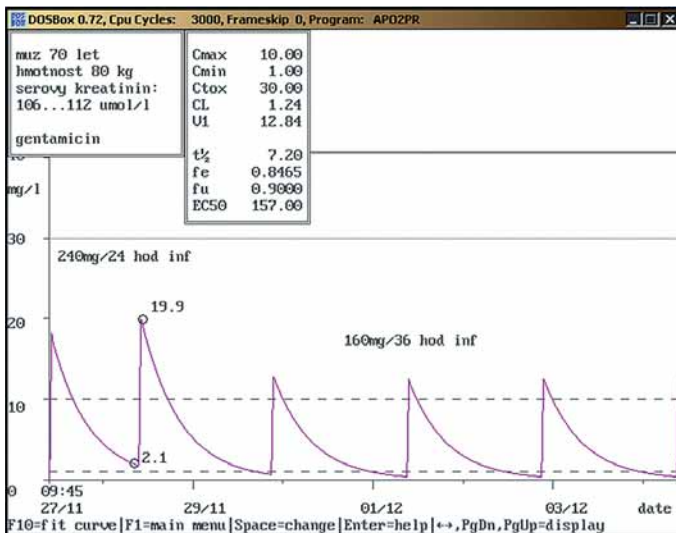 DOSBox 0.72, Cpu Cycles: 3000, Frameskip 0, Program: APO2PR
muz 70 let
hmotnost 80 kg
serovy kreatinin:
106...112 umol/l
gentamicin
Cmax 10.00
Cmin 1.00
Ctox 30.00
CL 1.24
V1 12.84
t½ 7.20
fe 0.8465
fu 0.9000
EC50 157.00
mg/l
30
240mg/24 hod inf
19.9
20
160mg/36 hod inf
10
2.1
0 09:45
27/11 29/11 01/12 03/12 date
F10=fit curve|F1=main menu|Space=change|Enter=help|↔,PgDn,PgUp=display